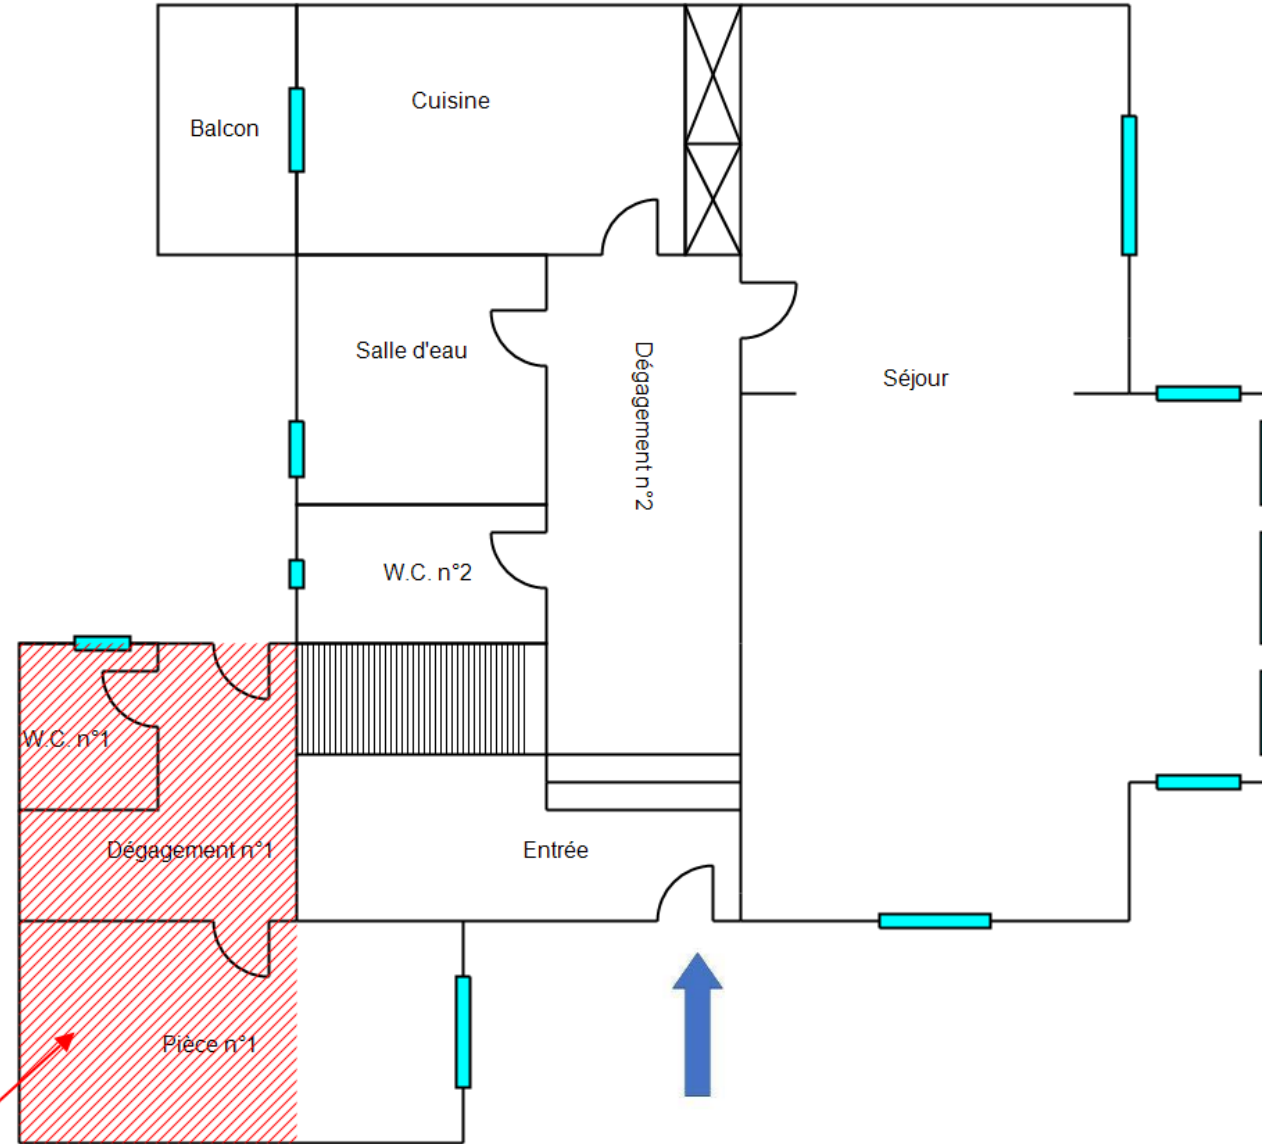 Cuisine
Balcon
Salle d'eau
Dégagement n°2
Séjour
W.C. n°2
W.C. n°1
Dégagement n°1
Entrée
Pièce n°1